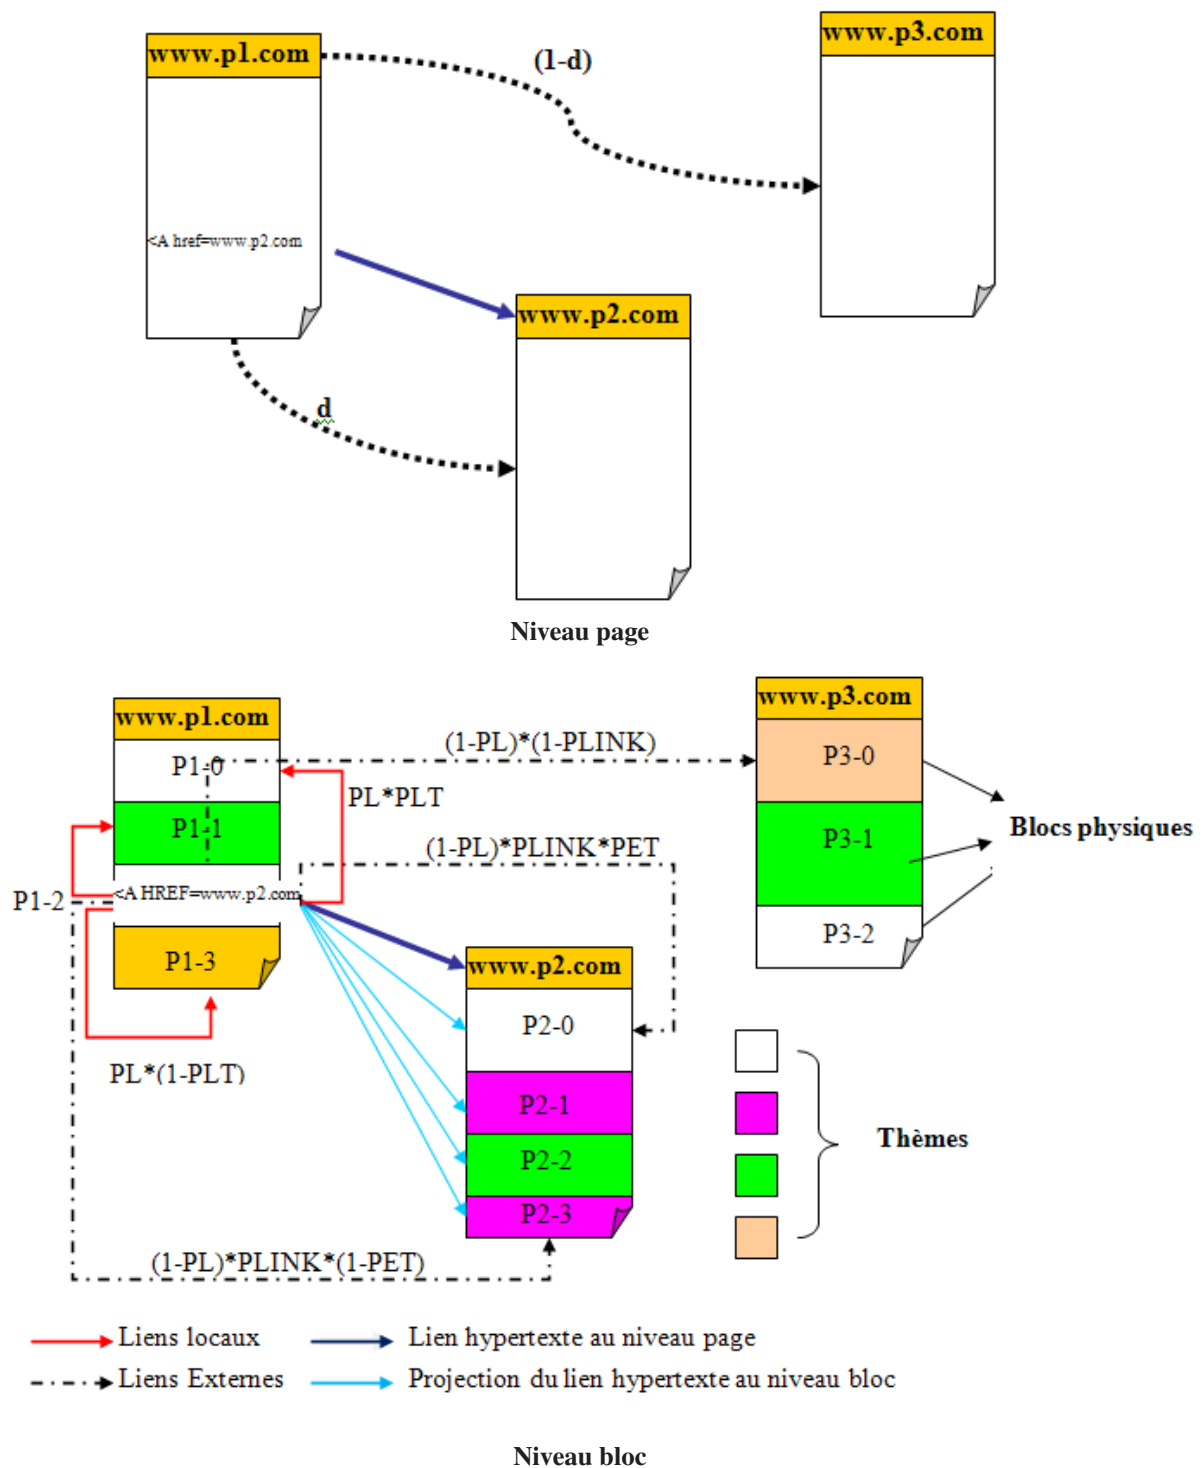 www.p1.com
www.p3.com
(1-d)
<A href=www.p2.com
www.p2.com
d
Niveau page
www.p1.com
www.p3.com
P1-0
(1-PL)*(1-PLINK)
P3-0
PL*PLT
P1-1
P3-1
Blocs physiques
(1-PL)*PLINK*PET
P1-2
<A HREF=www.p2.com
P3-2
P1-3
www.p2.com
P2-0
PL*(1-PLT)
P2-1
Thèmes
P2-2
P2-3
(1-PL)*PLINK*(1-PET)
Liens locaux
Lien hypertexte au niveau page
Liens Externes
Projection du lien hypertexte au niveau bloc
Niveau bloc